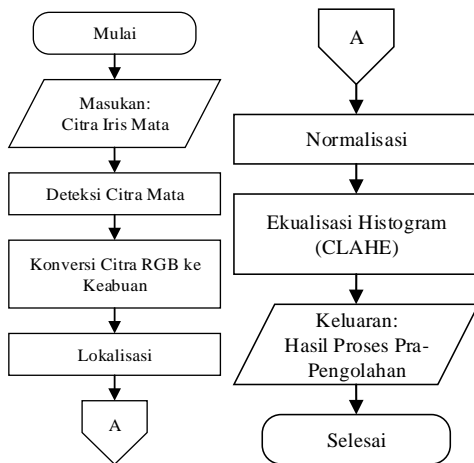 Mulai
Masukan:
Citra Iris Mata
Deteksi Citra Mata
Konversi Citra RGB ke
Keabuan
Lokalisasi
A
A
Normalisasi
Ekualisasi Histogram
(CLAHE)
Keluaran:
Hasil Proses Pra-
Pengolahan
Selesai